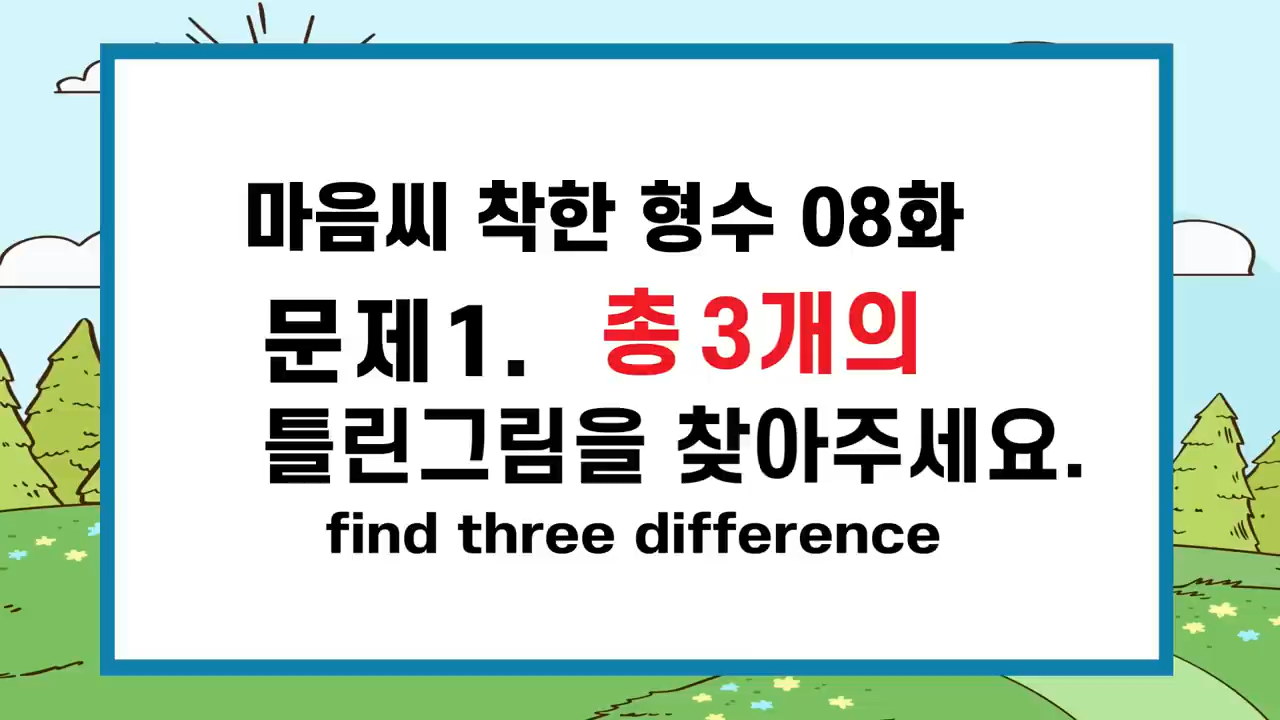 마음씨 착한 형수 08화
문제1. 총 3개의
틀린그림을 찾아주세요.
find three difference